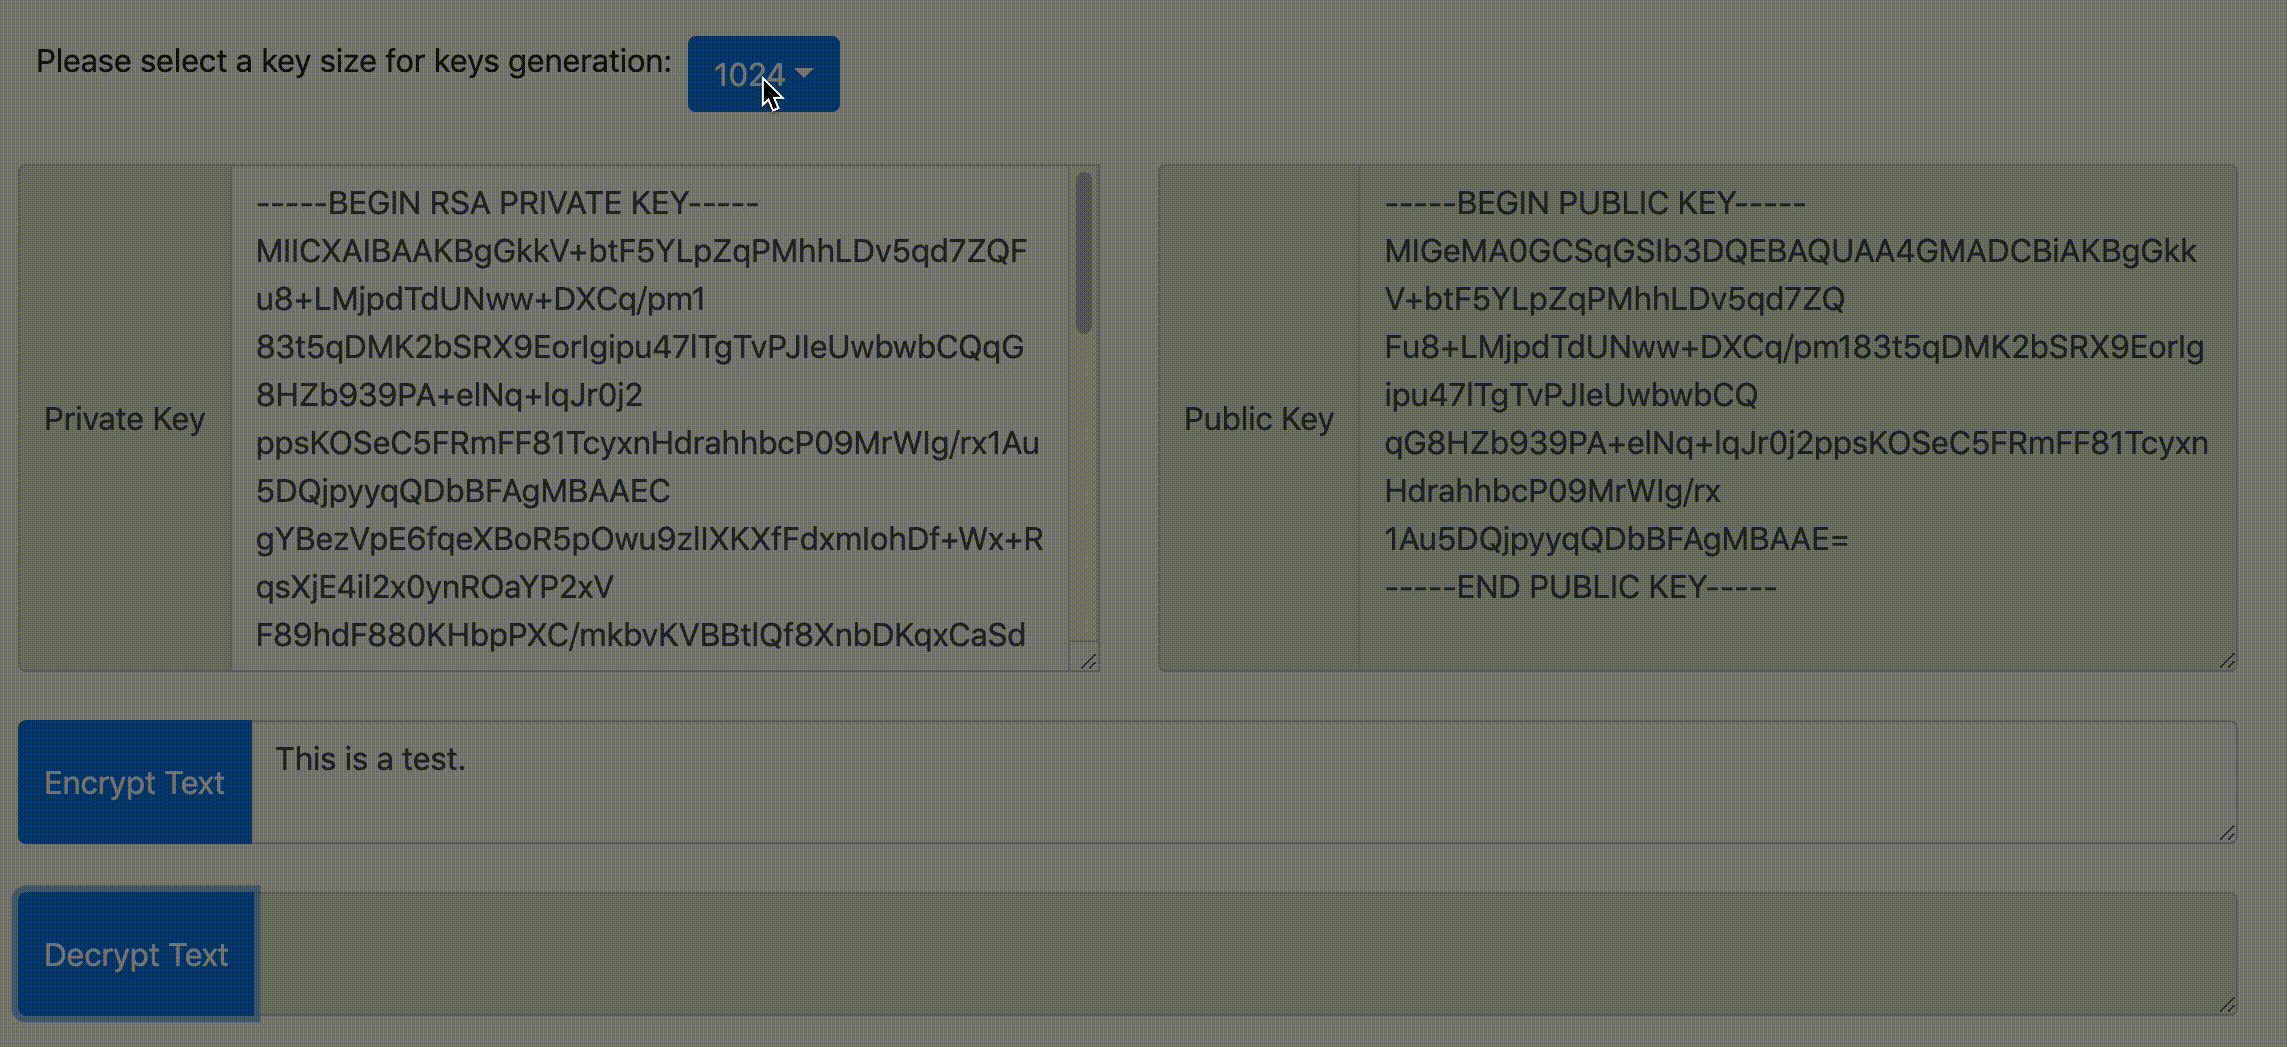 Please select a key size for keys generation: 1024
Private Key
-----BEGIN RSA PRIVATE KEY-----
MIICXAIBAAKBgGkkV+btF5YLpZqPMhhLDv5qd7ZQF
u8+LMjpdTdUNww+DXCq/pm1
83t5qDMK2bSRX9EorIgipu47lTgTvPJIeUwbwbCQqG
8HZb939PA+elNq+lqJr0j2
ppsKOSeC5FRmFF81TcyxnHdrahhbcP09MrWIg/rx1Au
5DQjpyyqQDbBFAgMBAAEC
gYBezVpE6fqeXBoR5pOwu9zlIXKXfFdxmIohDf+Wx+R
qsXjE4il2x0ynROaYP2xV
F89hdF880KHbpPXC/mkbvKVBBtlQf8XnbDKqxCaSd
Public Key
-----BEGIN PUBLIC KEY-----
MIGeMA0GCSqGSIb3DQEBAQUAA4GMADCBiAKBgGkk
V+btF5YLpZqPMhhLDv5qd7ZQ
Fu8+LMjpdTdUNww+DXCq/pm183t5qDMK2bSRX9EorIg
ipu47lTgTvPJIeUwbwbCQ
qG8HZb939PA+elNq+lqJr0j2ppsKOSeC5FRmFF81Tcyxn
HdrahhbcP09MrWIg/rx
1Au5DQjpyyqQDbBFAgMBAAE=
-----END PUBLIC KEY-----
Encrypt Text
This is a test.
Decrypt Text